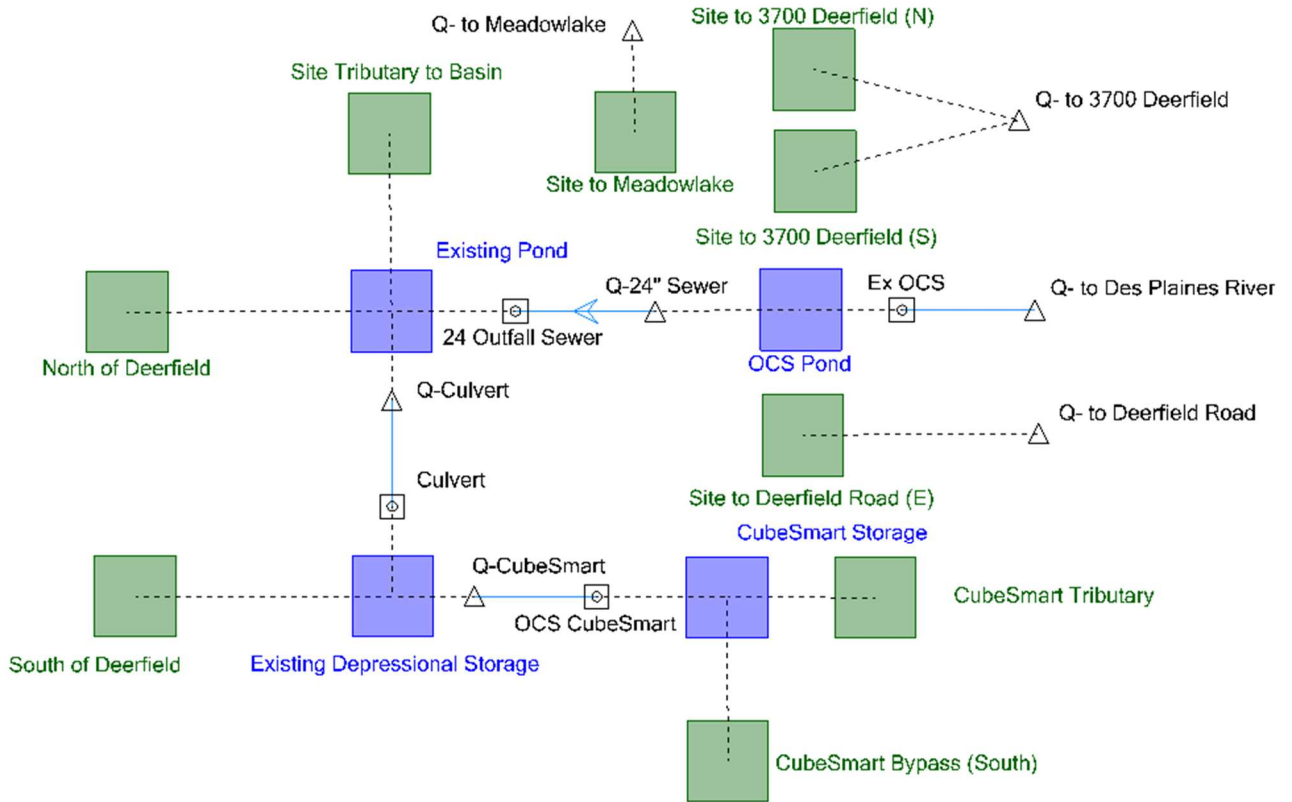 Site to 3700 Deerfield (N)
Q- to Meadowlake
Site Tributary to Basin
Q- to 3700 Deerfield
Site to Meadowlake
Site to 3700 Deerfield (S)
Existing Pond
Q-24" Sewer
Ex OCS
Q- to Des Plaines River
24 Outfall Sewer
North of Deerfield
OCS Pond
Q-Culvert
Q- to Deerfield Road
Culvert
Site to Deerfield Road (E)
CubeSmart Storage
Q-CubeSmart
CubeSmart Tributary
OCS CubeSmart
South of Deerfield
Existing Depressional Storage
CubeSmart Bypass (South)